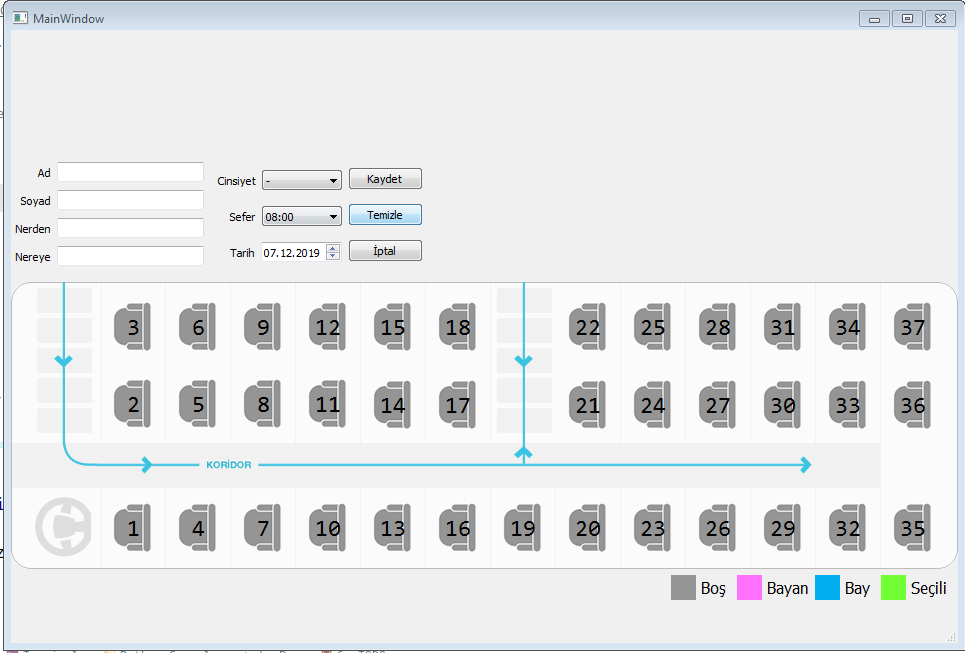 MainWindow
Ad
Cinsiyet - Kaydet
Soyad
Sefer 08:00 Temizle
Nerden
Tarih 07.12.2019 İptal
Nereye
3 6 9 12 15 18 22 25 28 31 34 37
2 5 8 11 14 17 21 24 27 30 33 36
KORİDOR
1 4 7 10 13 16 19 20 23 26 29 32 35
Boş Bayan Bay Seçili